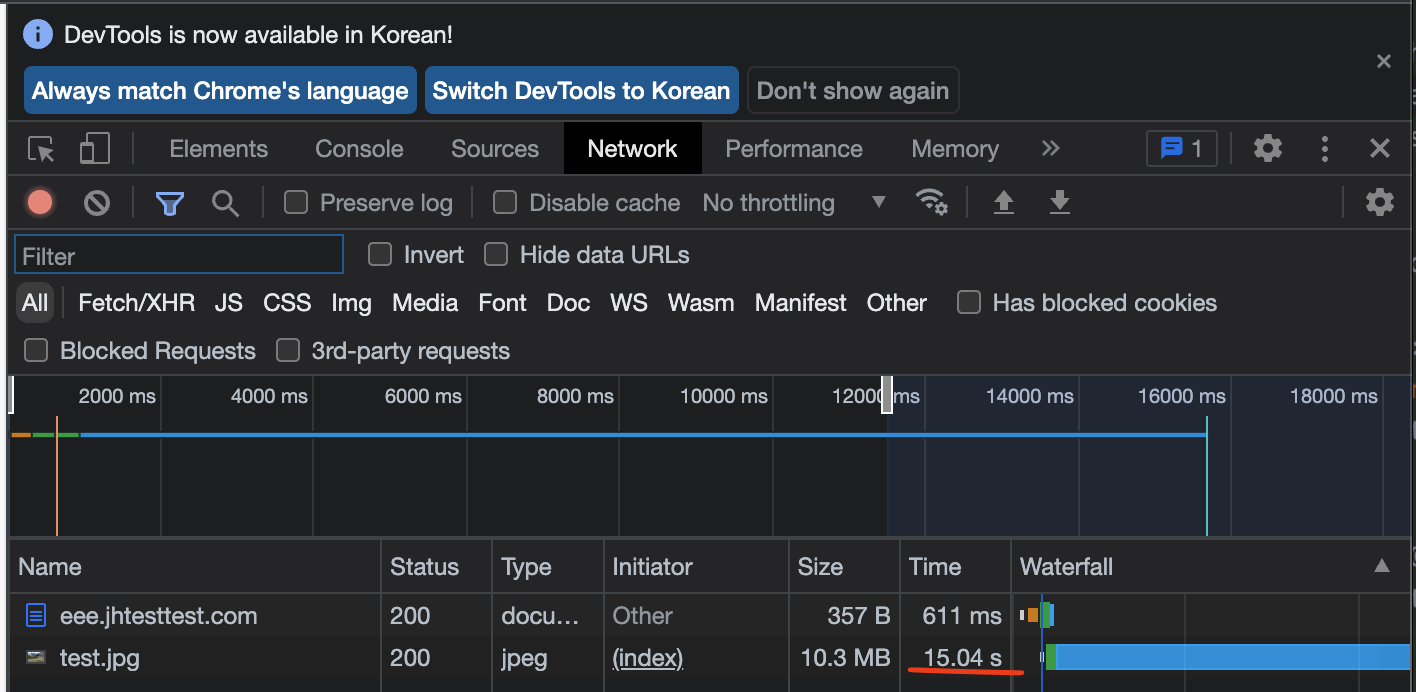 DevTools is now available in Korean!
Always match Chrome's language Switch DevTools to Korean Don't show again
Elements Console Sources Network Performance Memory 1
Preserve log Disable cache No throttling
Filter Invert Hide data URLs
All Fetch/XHR JS CSS Img Media Font Doc WS Wasm Manifest Other Has blocked cookies
Blocked Requests 3rd-party requests
2000 ms 4000 ms 6000 ms 8000 ms 10000 ms 12000 ms 14000 ms 16000 ms 18000 ms
Name Status Type Initiator Size Time Waterfall
eee.jhtesttest.com 200 docu... Other 357 B 611 ms
test.jpg 200 jpeg (index) 10.3 MB 15.04 s